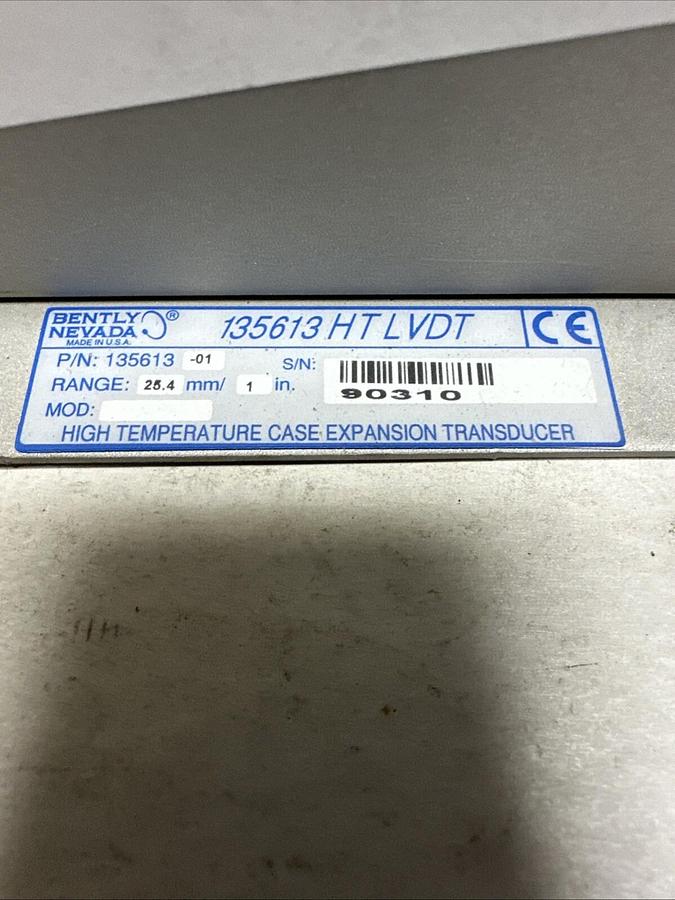 BENTLY NEVADA ® 135613 HT LVDT CE
MADE IN U.S.A.
P/N: 135613 -01 S/N:
90310
RANGE: 25.4 mm/ 1 in.
MOD:
HIGH TEMPERATURE CASE EXPANSION TRANSDUCER